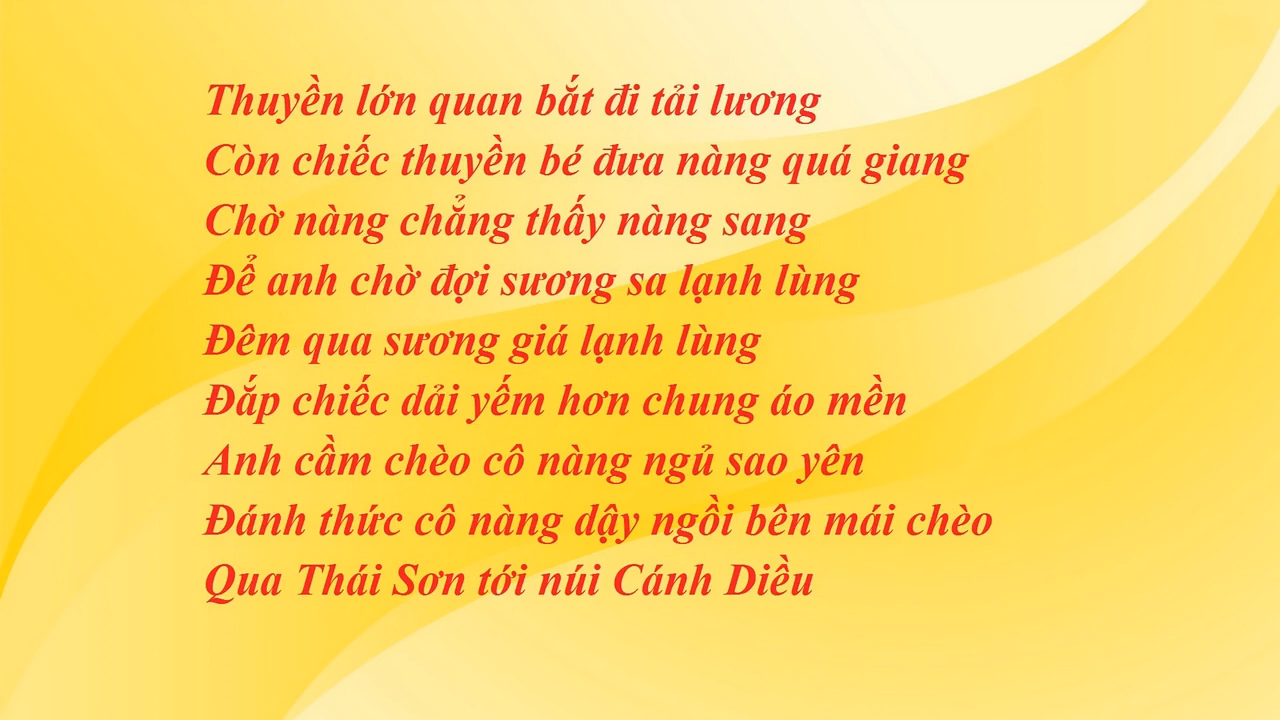 Thuyền lớn quan bắt đi tải lương
Còn chiếc thuyền bé đưa nàng quá giang
Chờ nàng chẳng thấy nàng sang
Để anh chờ đợi sương sa lạnh lùng
Đêm qua sương giá lạnh lùng
Đắp chiếc dải yếm hơn chung áo mền
Anh cầm chèo cô nàng ngủ sao yên
Đánh thức cô nàng dậy ngồi bên mái chèo
Qua Thái Sơn tới núi Cánh Diều